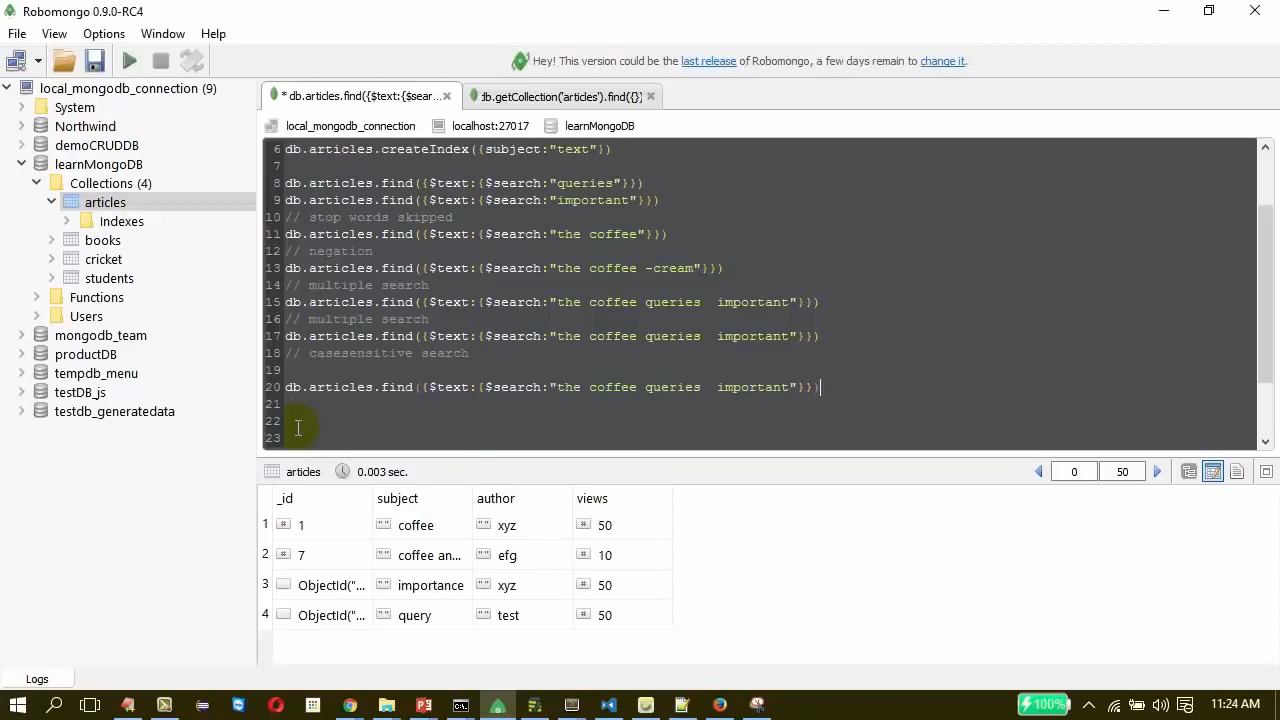 Robomongo 0.9.0-RC4
File View Options Window Help
Hey! This version could be the last release of Robomongo, a few days remain to change it.
local_mongodb_connection (9)
System
Northwind
demoCRUDDB
learnMongoDB
Collections (4)
articles
Indexes
books
cricket
students
Functions
Users
mongodb_team
productDB
tempdb_menu
testDB_js
testdb_generatedata
Logs
* db.articles.find({$text:{$sear... db.getCollection('articles').find({})
local_mongodb_connection localhost:27017 learnMongoDB
6 db.articles.createIndex({subject:"text"})
7
8 db.articles.find({$text:{$search:"queries"}})
9 db.articles.find({$text:{$search:"important"}})
10 // stop words skipped
11 db.articles.find({$text:{$search:"the coffee"}})
12 // negation
13 db.articles.find({$text:{$search:"the coffee -cream"}})
14 // multiple search
15 db.articles.find({$text:{$search:"the coffee queries  important"}})
16 // multiple search
17 db.articles.find({$text:{$search:"the coffee queries  important"}})
18 // casesensitive search
19
20 db.articles.find({$text:{$search:"the coffee queries  important"}})
21
22
23
articles 0.003 sec. 0 50
_id subject author views
1 1 coffee xyz 50
2 7 coffee an... efg 10
3 ObjectId("... importance xyz 50
4 ObjectId("... query test 50
100% 11:24 AM